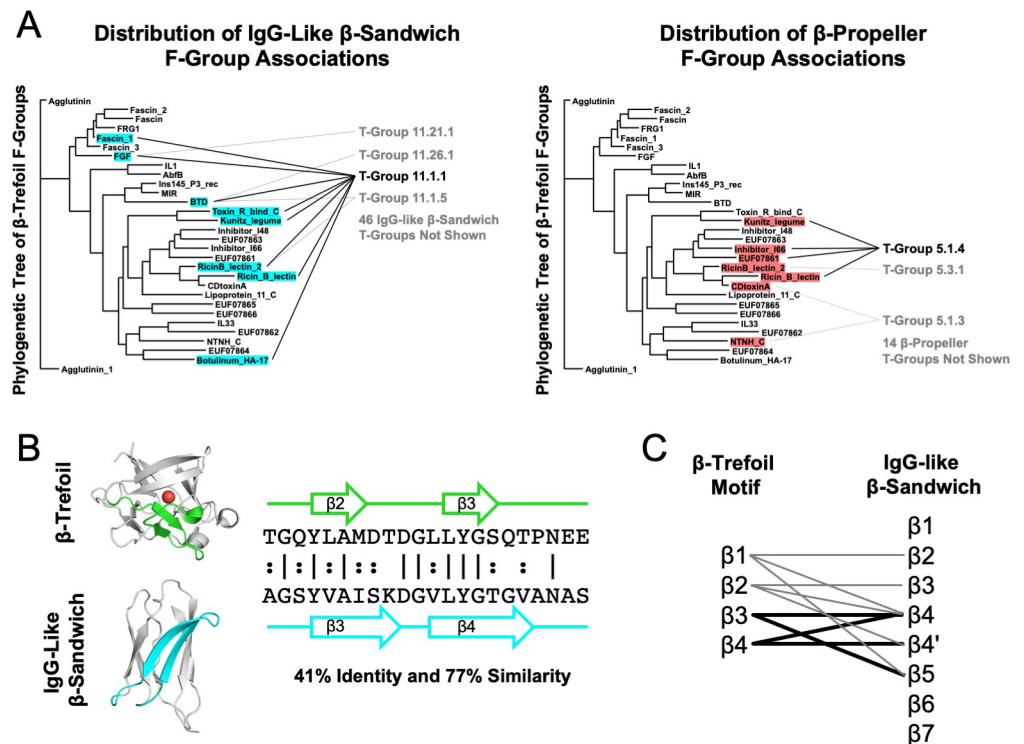 A
Distribution of IgG-Like β-Sandwich
F-Group Associations
Phylogenetic Tree of β-Trefoil F-Groups
Agglutinin
Fascin_2
Fascin
FRG1
Fascin_1
Fascin_3
FGF
IL1
AbfB
Ins145_P3_rec
MIR
BTD
Toxin_R_bind_C
Kunitz_legume
Inhibitor_I48
EUF07863
Inhibitor_I66
EUF07861
RicinB_lectin_2
Ricin_B_lectin
CDtoxinA
Lipoprotein_11_C
EUF07865
EUF07866
IL33
EUF07862
NTNH_C
EUF07864
Botulinum_HA-17
Agglutinin_1
T-Group 11.21.1
T-Group 11.26.1
T-Group 11.1.1
T-Group 11.1.5
46 IgG-like β-Sandwich
T-Groups Not Shown
Distribution of β-Propeller
F-Group Associations
Phylogenetic Tree of β-Trefoil F-Groups
Agglutinin
Fascin_2
Fascin
FRG1
Fascin_1
Fascin_3
FGF
IL1
AbfB
Ins145_P3_rec
MIR
BTD
Toxin_R_bind_C
Kunitz_legume
Inhibitor_I48
EUF07863
Inhibitor_I66
EUF07861
RicinB_lectin_2
Ricin_B_lectin
CDtoxinA
Lipoprotein_11_C
EUF07865
EUF07866
IL33
EUF07862
NTNH_C
EUF07864
Botulinum_HA-17
Agglutinin_1
T-Group 5.1.4
T-Group 5.3.1
T-Group 5.1.3
14 β-Propeller
T-Groups Not Shown
B
β-Trefoil
IgG-Like
β-Sandwich
β2 β3
TGQYLAMDTDGLLYGSQTPNEE
:|:|:|:: ||:|||: : |
AGSYVAISKDGVLYGTGVANAS
β3 β4
41% Identity and 77% Similarity
C
β-Trefoil
Motif
IgG-like
β-Sandwich
β1
β2
β3
β4
β1
β2
β3
β4
β4'
β5
β6
β7